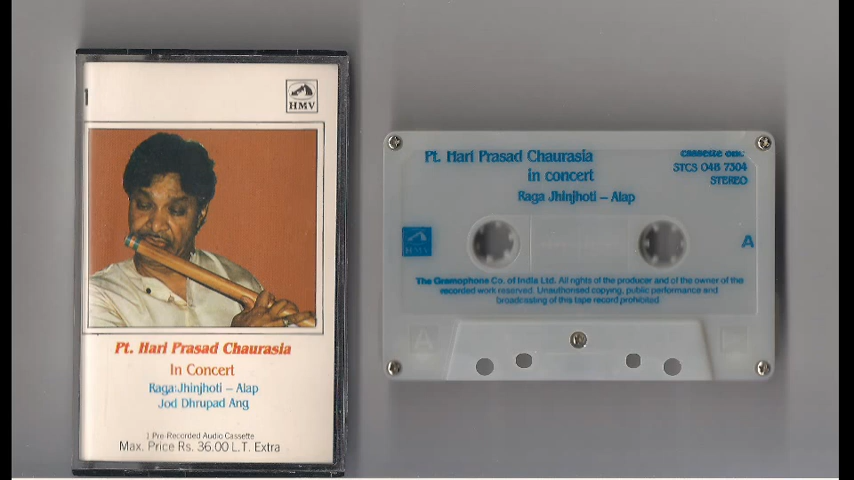 1
HMV
Pt. Hari Prasad Chaurasia
In Concert
Raga:Jhinjhoti – Alap
Jod Dhrupad Ang
1 Pre-Recorded Audio Cassette
Max. Price Rs. 36.00 L.T. Extra
Pt. Hari Prasad Chaurasia
in concert
Raga Jhinjhoti – Alap
cassette one
STCS 04B 7304
STEREO
HMV
A
The Gramophone Co. of India Ltd. All rights of the producer and of the owner of the
recorded work reserved. Unauthorised copying, public performance and
broadcasting of this tape record prohibited.
A